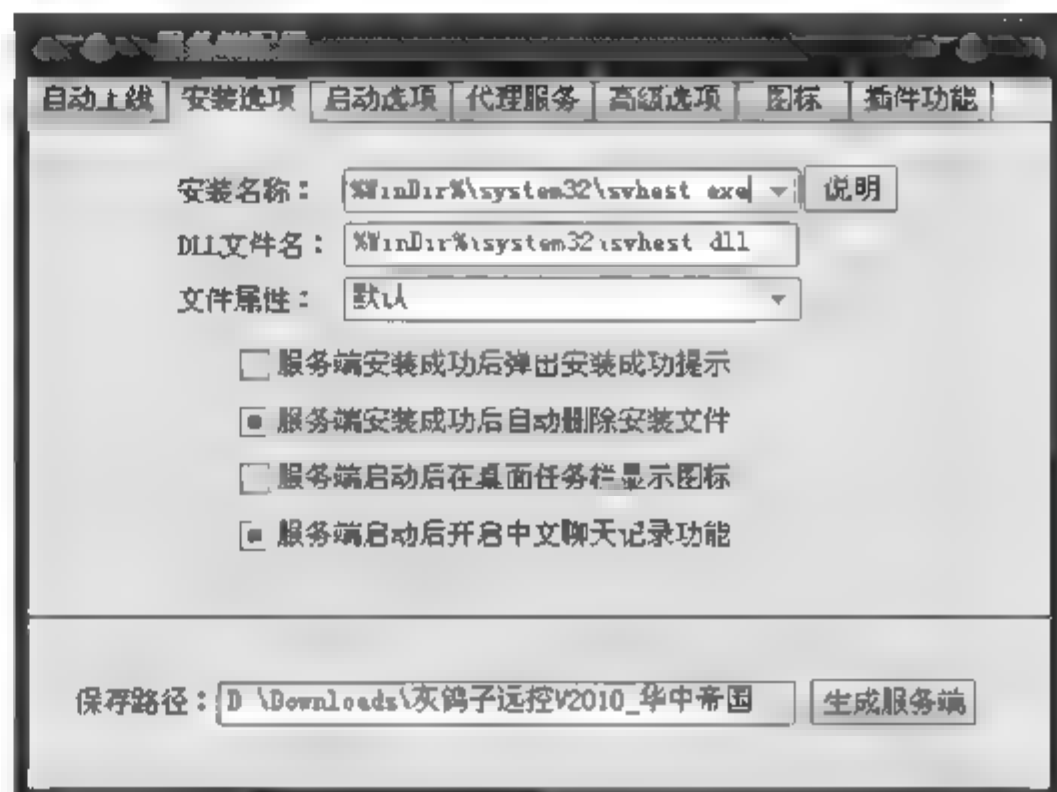 自动上线 安装选项 启动选项 代理服务 高级选项 图标 插件功能
安装名称： %WinDir%\system32\svhest exe 说明
DLL文件名： %WinDir%\system32\svhest dll
文件属性： 默认
服务端安装成功后弹出安装成功提示
服务端安装成功后自动删除安装文件
服务端启动后在桌面任务栏显示图标
服务端启动后开启中文聊天记录功能
保存路径： D \Downloads\灰鸽子远控V2010_华中帝国 生成服务端